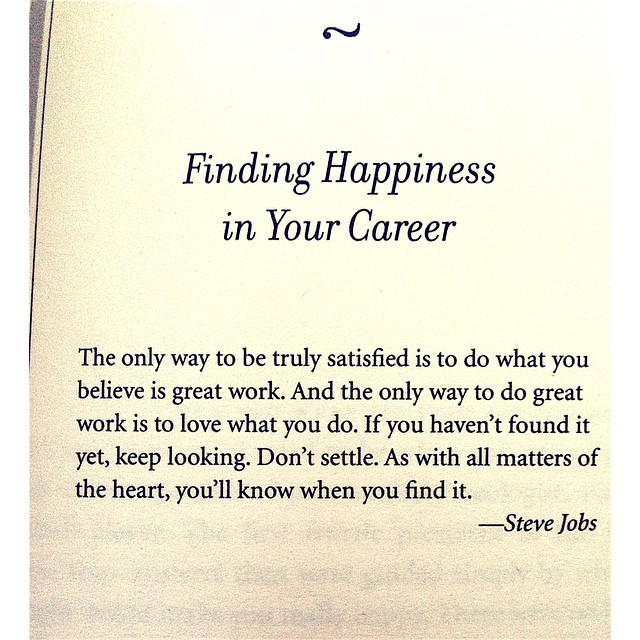 ~
Finding Happiness
in Your Career
The only way to be truly satisfied is to do what you
believe is great work. And the only way to do great
work is to love what you do. If you haven't found it
yet, keep looking. Don't settle. As with all matters of
the heart, you'll know when you find it.
—Steve Jobs